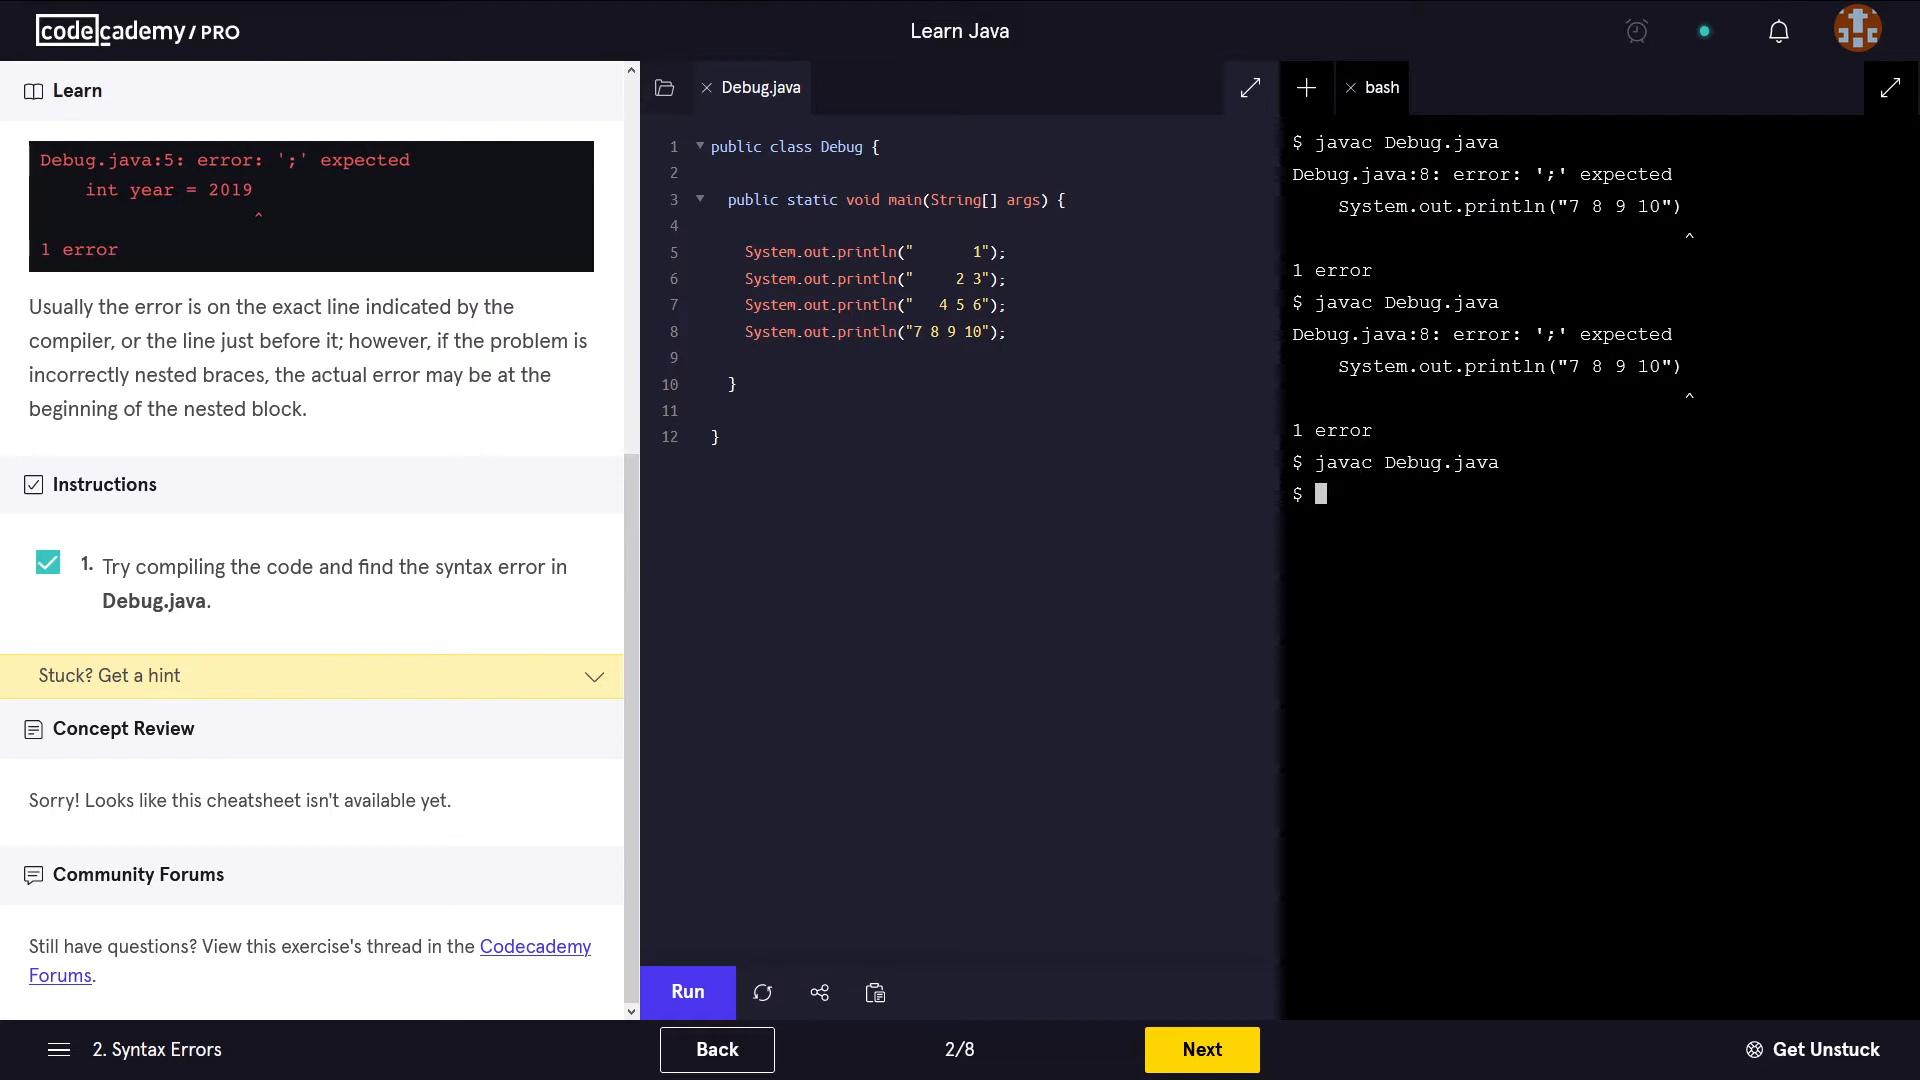 codecademy/PRO
Learn Java
Learn
Debug.java:5: error: ';' expected
int year = 2019
^
1 error
Usually the error is on the exact line indicated by the
compiler, or the line just before it; however, if the problem is
incorrectly nested braces, the actual error may be at the
beginning of the nested block.
Instructions
1. Try compiling the code and find the syntax error in
Debug.java.
Stuck? Get a hint
Concept Review
Sorry! Looks like this cheatsheet isn't available yet.
Community Forums
Still have questions? View this exercise's thread in the Codecademy
Forums.
Debug.java
1 public class Debug {
2
3 public static void main(String[] args) {
4
5 System.out.println("       1");
6 System.out.println("     2 3");
7 System.out.println("   4 5 6");
8 System.out.println("7 8 9 10");
9
10 }
11
12 }
Run
bash
$ javac Debug.java
Debug.java:8: error: ';' expected
System.out.println("7 8 9 10")
^
1 error
$ javac Debug.java
Debug.java:8: error: ';' expected
System.out.println("7 8 9 10")
^
1 error
$ javac Debug.java
$
2. Syntax Errors
Back
2/8
Next
Get Unstuck